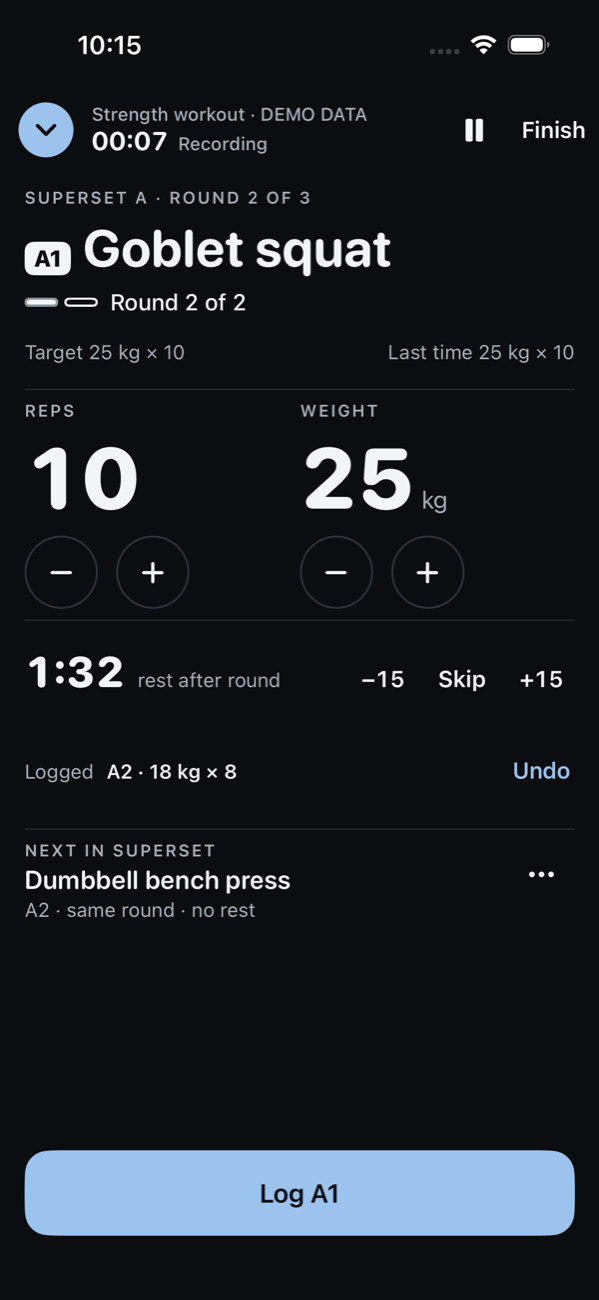 10:15
Strength workout · DEMO DATA
00:07 Recording
Finish
SUPERSET A · ROUND 2 OF 3
A1 Goblet squat
Round 2 of 2
Target 25 kg × 10 Last time 25 kg × 10
REPS WEIGHT
10 25 kg
− + − +
1:32 rest after round −15 Skip +15
Logged A2 · 18 kg × 8 Undo
NEXT IN SUPERSET
Dumbbell bench press
A2 · same round · no rest
Log A1